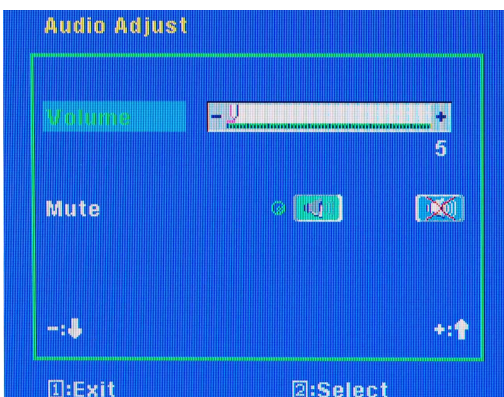 Audio Adjust
Volume
- +
5
Mute
-:⬇ +:⬆
1:Exit 2:Select